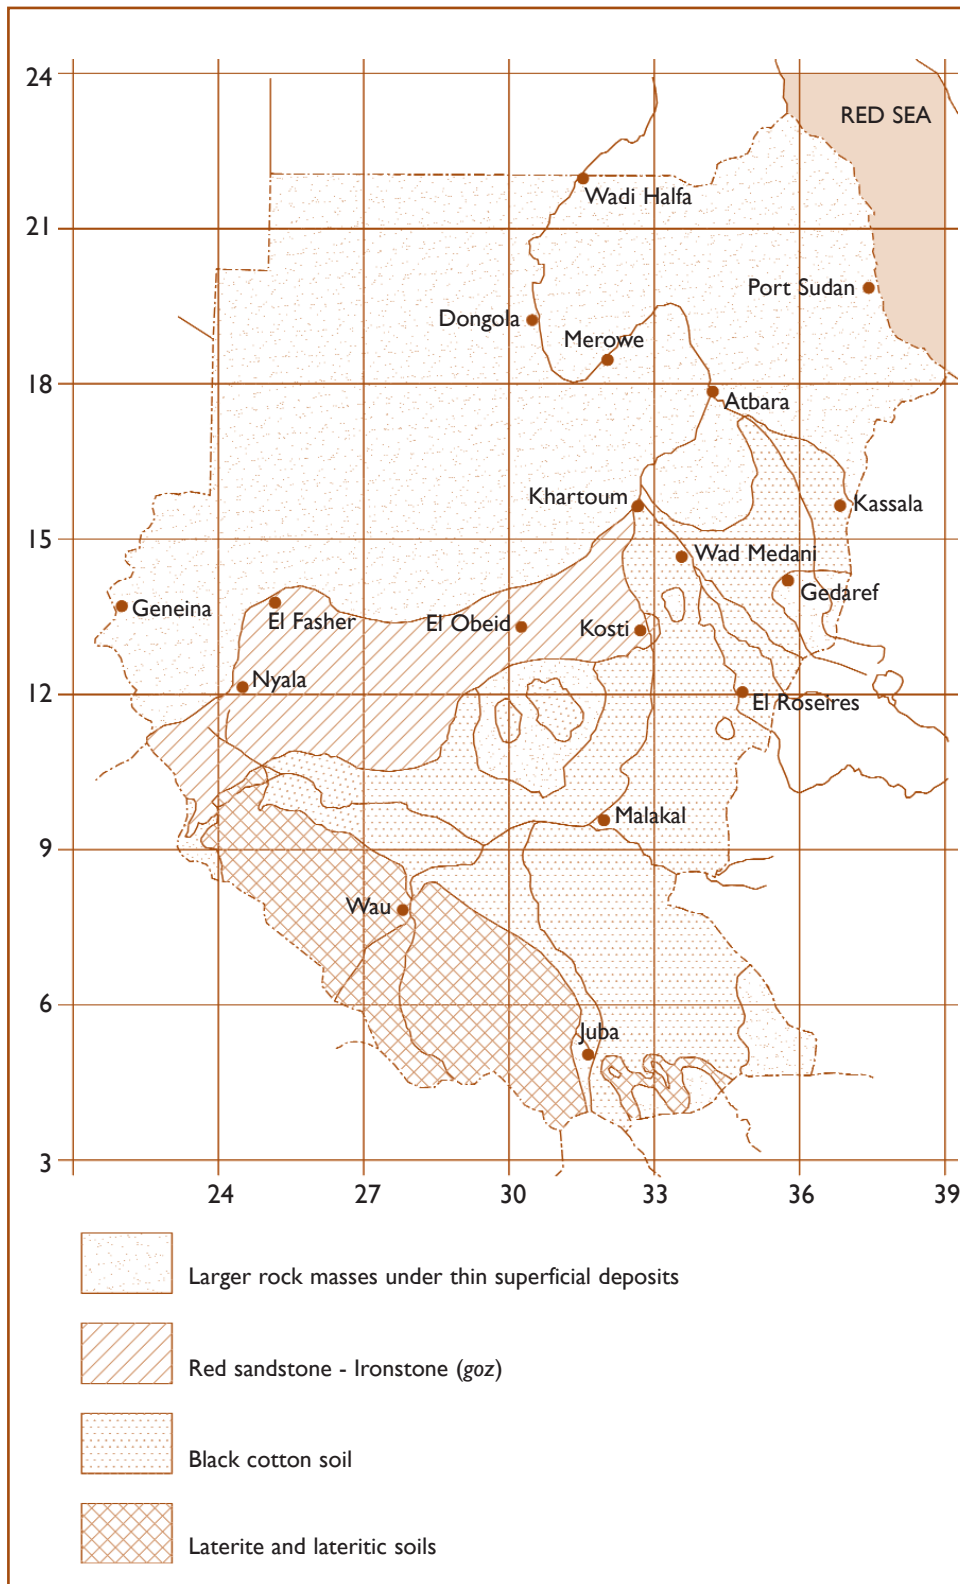 24
RED SEA
Wadi Halfa
21
Port Sudan
Dongola
Merowe
18
Atbara
Khartoum
Kassala
15
Wad Medani
Gedaref
Geneina
El Fasher
El Obeid
Kosti
Nyala
12
El Roseires
Malakal
9
Wau
6
Juba
3
24 27 30 33 36 39
Larger rock masses under thin superficial deposits
Red sandstone - Ironstone (goz)
Black cotton soil
Laterite and lateritic soils